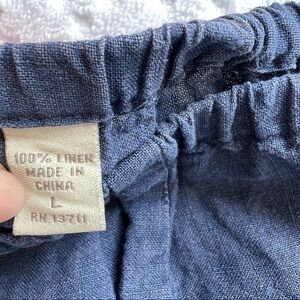 100% LINEN
MADE IN
CHINA
L
RN 13711